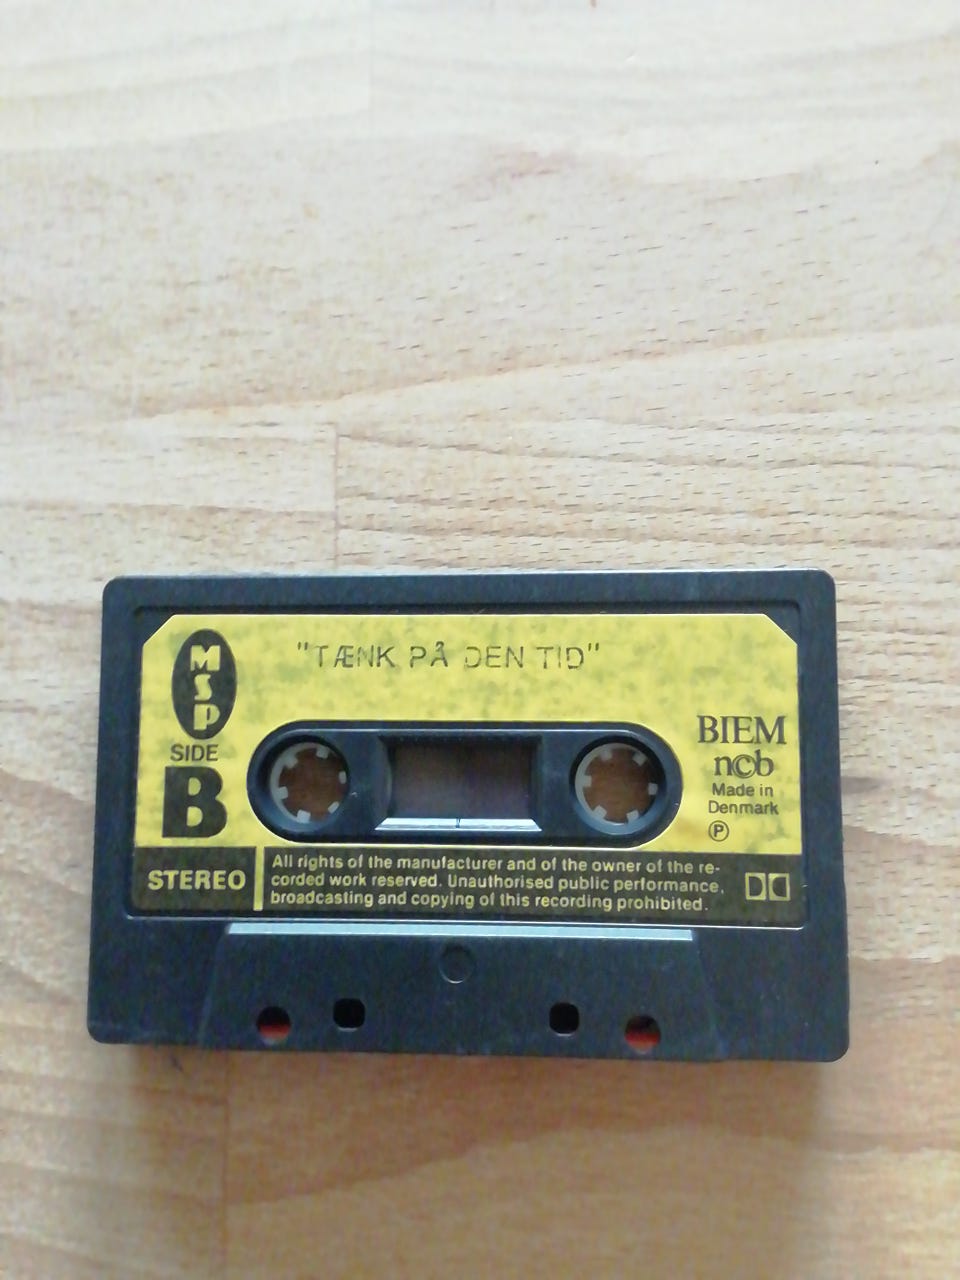 MSP
"TÆNK PÅ DEN TID"
SIDE
B
BIEM
n©b
Made in
Denmark
℗
STEREO
All rights of the manufacturer and of the owner of the re-
corded work reserved. Unauthorised public performance,
broadcasting and copying of this recording prohibited.